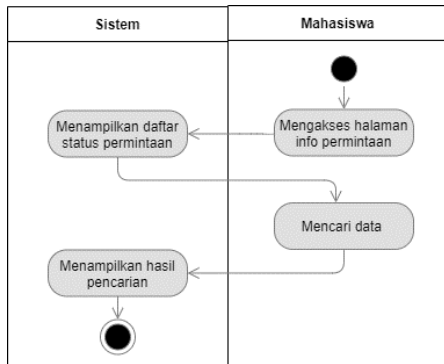 Sistem
Mahasiswa
Mengakses halaman
info permintaan
Menampilkan daftar
status permintaan
Mencari data
Menampilkan hasil
pencarian